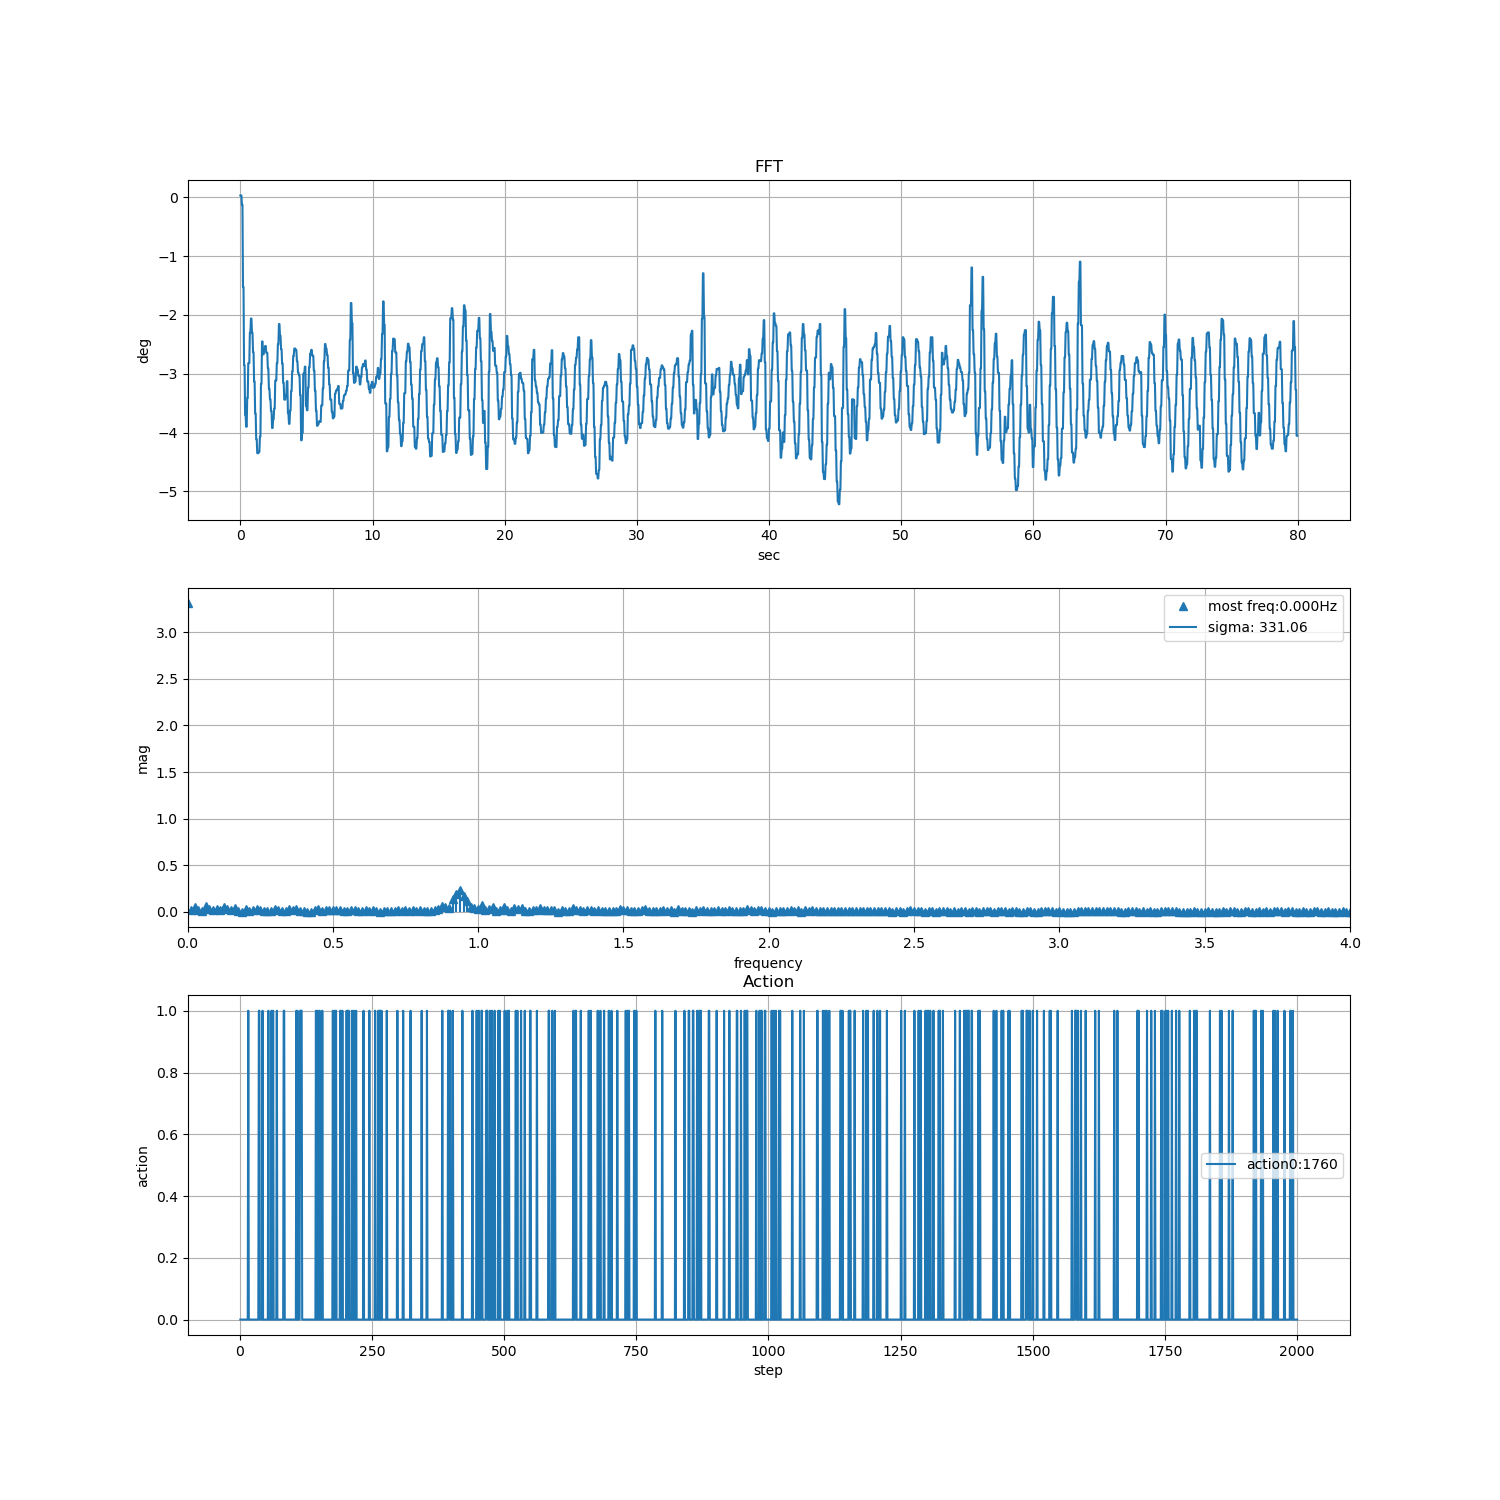 FFT
0
−1
−2
−3
−4
−5
deg
0 10 20 30 40 50 60 70 80
sec
most freq:0.000Hz
sigma: 331.06
3.0
2.5
2.0
1.5
1.0
0.5
0.0
mag
0.0 0.5 1.0 1.5 2.0 2.5 3.0 3.5 4.0
frequency
Action
1.0
0.8
0.6
0.4
0.2
0.0
action
action0:1760
0 250 500 750 1000 1250 1500 1750 2000
step